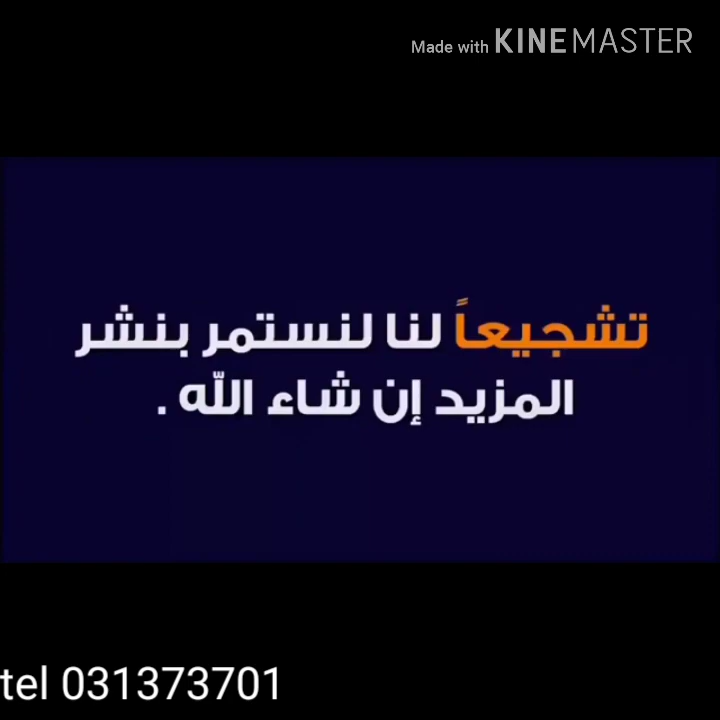 Made with KINEMASTER
تشجيعاً لنا لنستمر بنشر
المزيد إن شاء الله .
tel 031373701